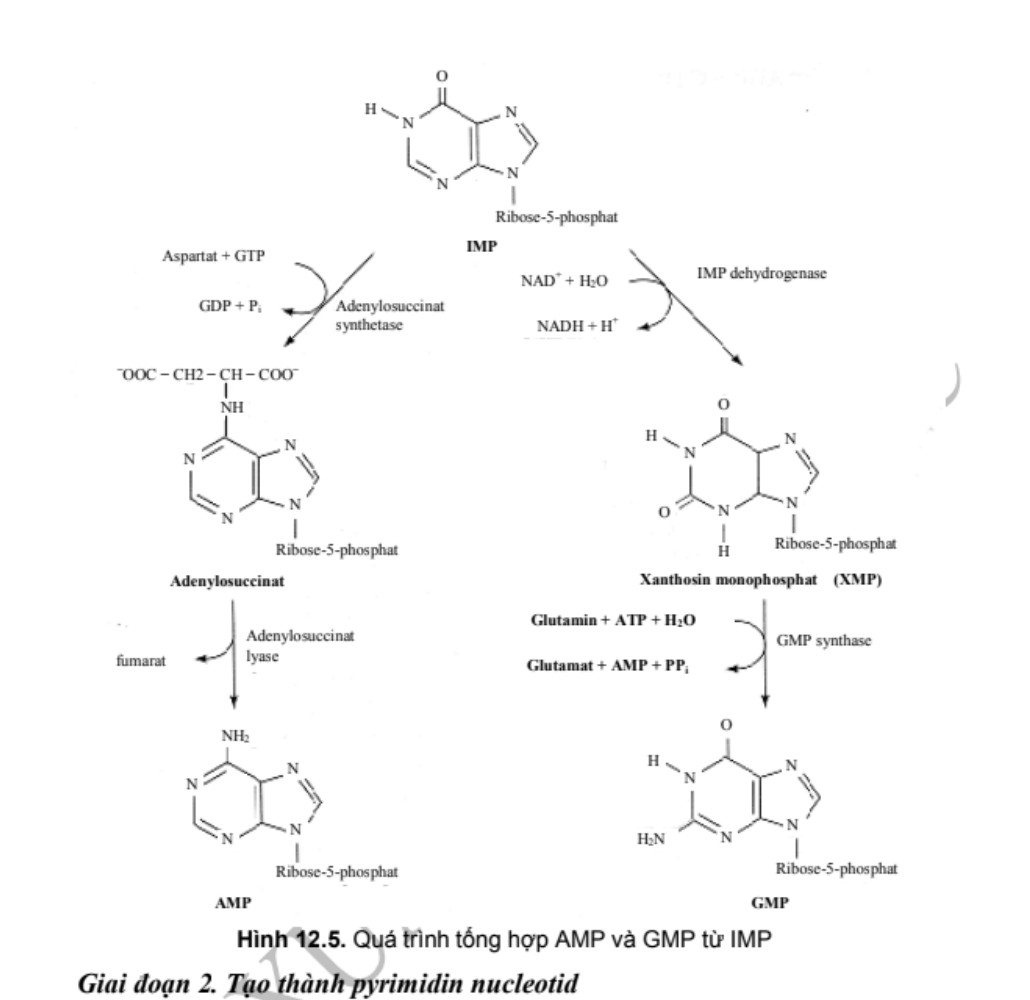 O
H
N
N
N
N
Ribose-5-phosphat
IMP
Aspartat + GTP
GDP + Pi
Adenylosuccinat
synthetase
NAD+ + H2O
NADH + H+
IMP dehydrogenase
-OOC – CH2 – CH – COO-
NH
N
N
N
N
Ribose-5-phosphat
Adenylosuccinat
O
H
N
N
O
N
N
H
Ribose-5-phosphat
Xanthosin monophosphat (XMP)
fumarat
Adenylosuccinat
lyase
Glutamin + ATP + H2O
Glutamat + AMP + PPi
GMP synthase
NH2
N
N
N
N
Ribose-5-phosphat
AMP
O
H
N
N
H2N
N
N
Ribose-5-phosphat
GMP
Hình 12.5. Quá trình tổng hợp AMP và GMP từ IMP
Giai đoạn 2. Tạo thành pyrimidin nucleotid